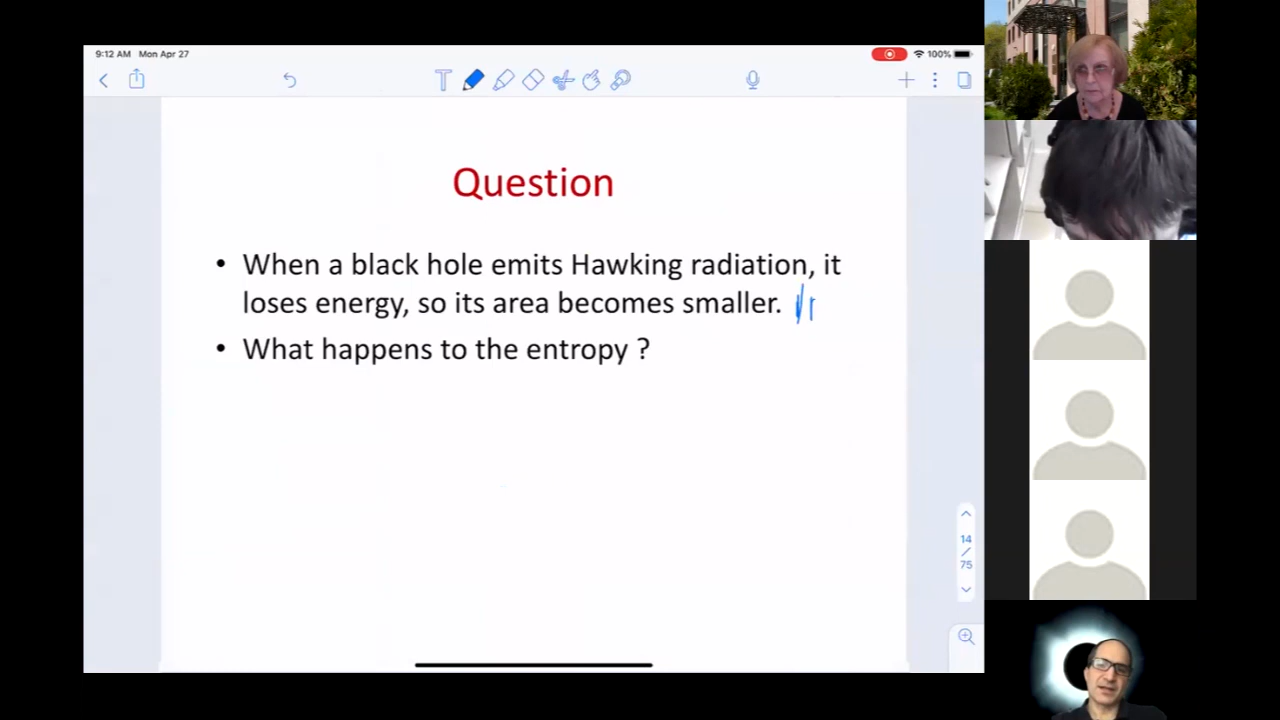 9:12 AM Mon Apr 27
100%
T
Question
• When a black hole emits Hawking radiation, it
loses energy, so its area becomes smaller.
• What happens to the entropy ?
14
/
75